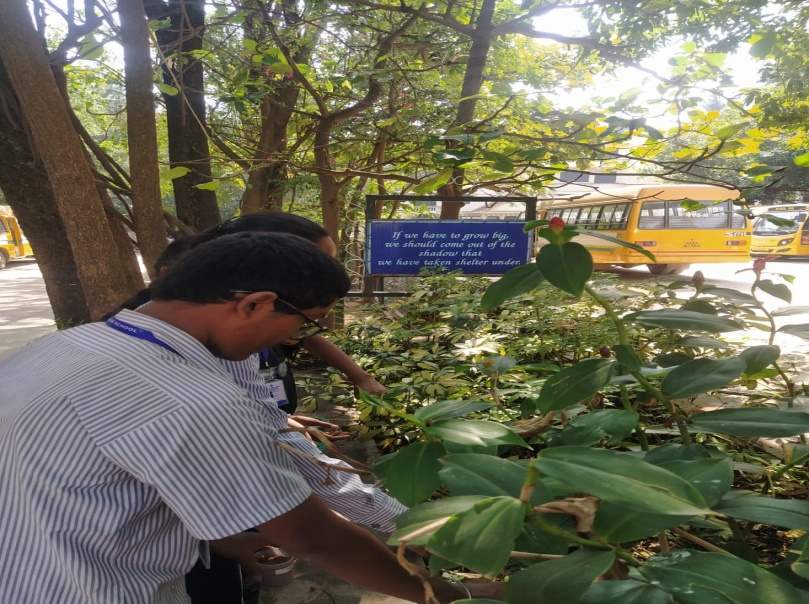 If we have to grow big,
we should come out of the
shadow that
we have taken shelter under.
SCHOOL